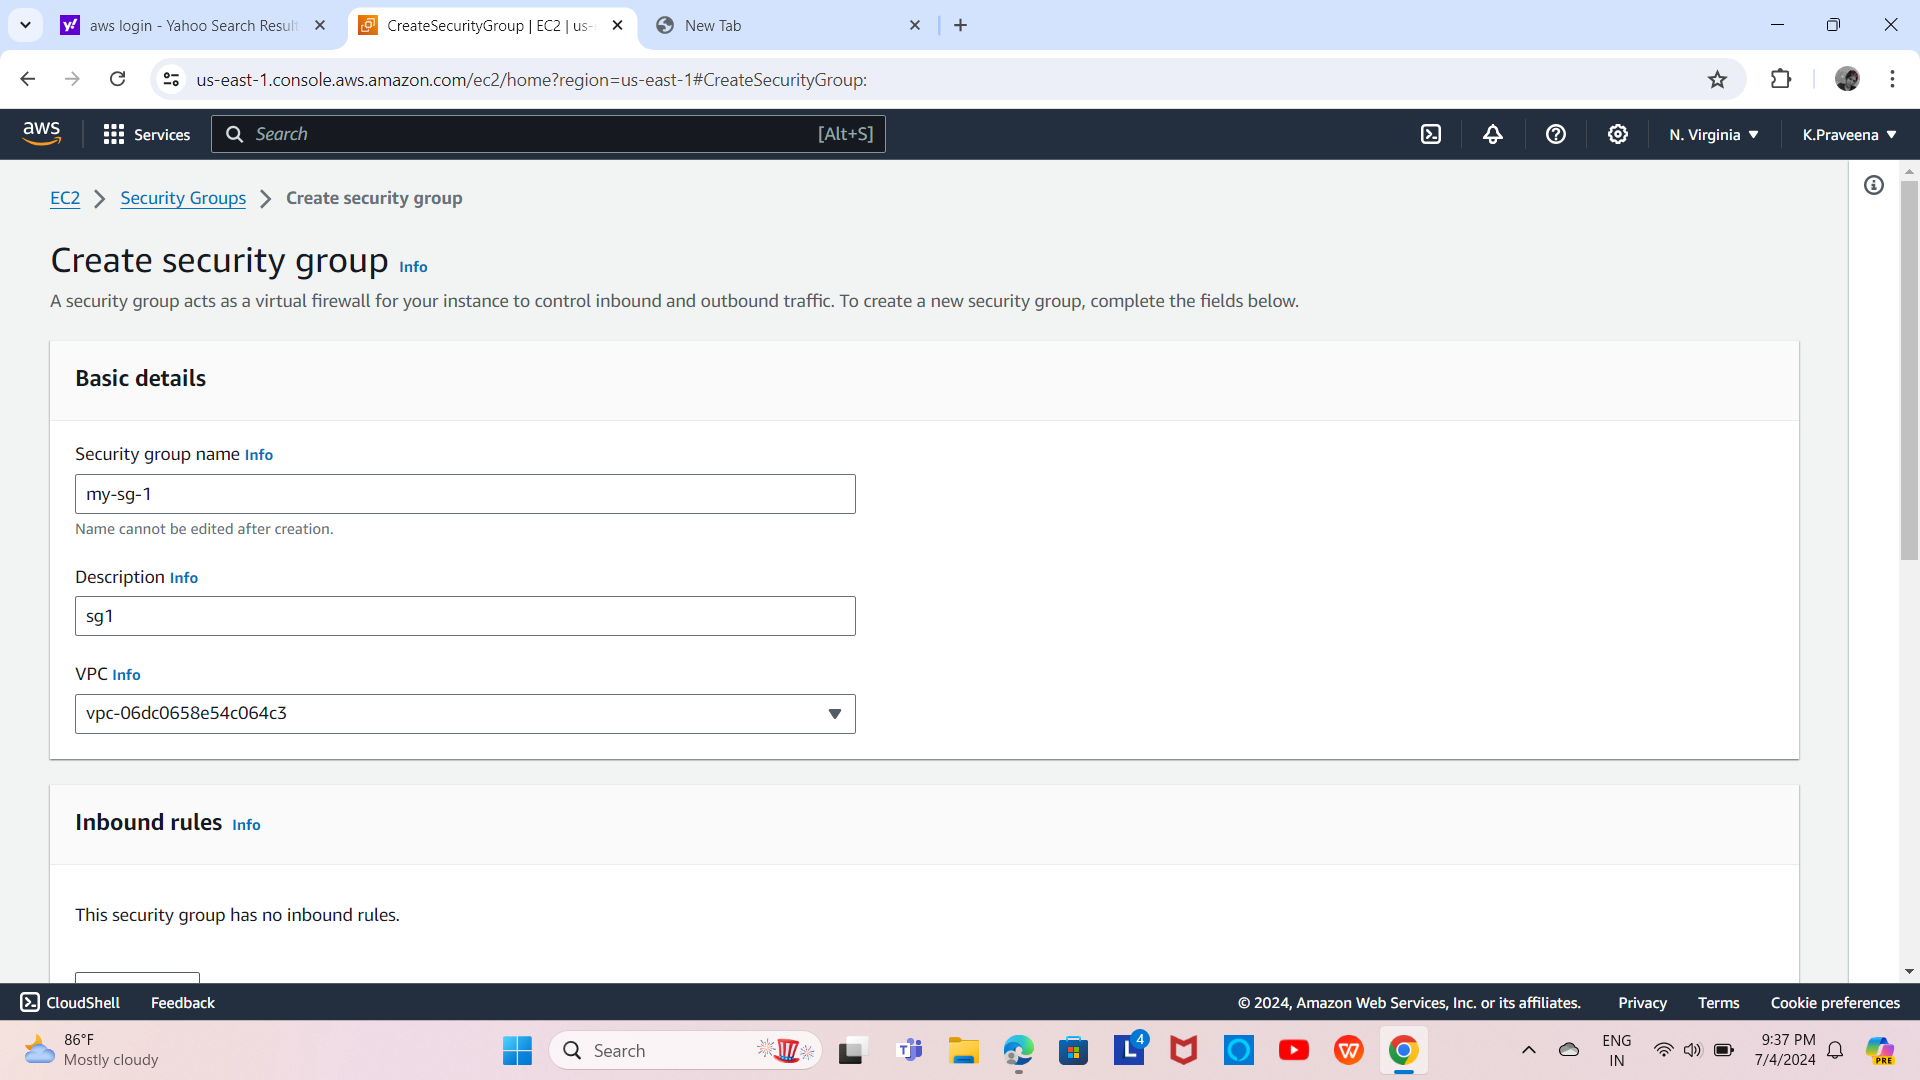 aws login - Yahoo Search Result
CreateSecurityGroup | EC2 | us-
New Tab
us-east-1.console.aws.amazon.com/ec2/home?region=us-east-1#CreateSecurityGroup:
aws
Services
Search
[Alt+S]
N. Virginia
K.Praveena
EC2
Security Groups
Create security group
Create security group Info
A security group acts as a virtual firewall for your instance to control inbound and outbound traffic. To create a new security group, complete the fields below.
Basic details
Security group name Info
my-sg-1
Name cannot be edited after creation.
Description Info
sg1
VPC Info
vpc-06dc0658e54c064c3
Inbound rules Info
This security group has no inbound rules.
CloudShell
Feedback
© 2024, Amazon Web Services, Inc. or its affiliates.
Privacy
Terms
Cookie preferences
86°F
Mostly cloudy
Search
4
ENG
IN
9:37 PM
7/4/2024
PRE